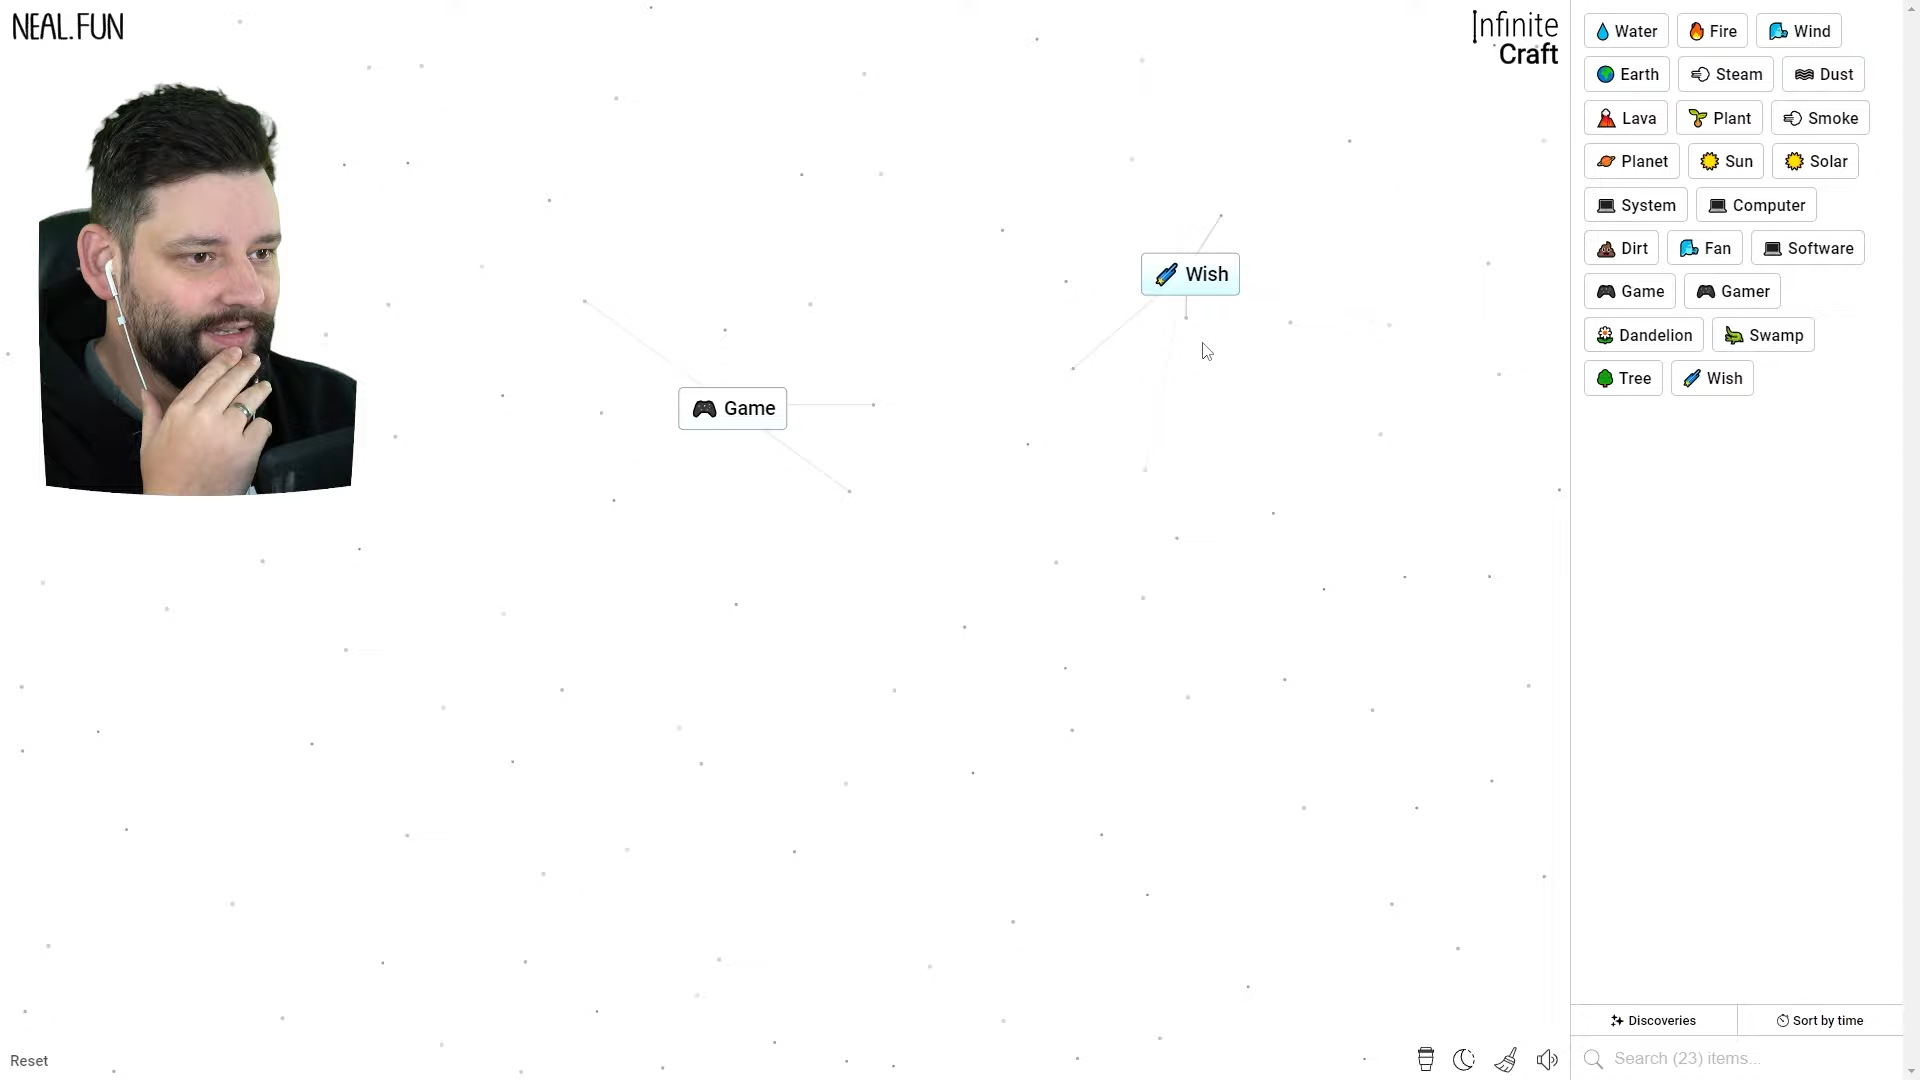 NEAL.FUN
Infinite
Craft
Water Fire Wind
Earth Steam Dust
Lava Plant Smoke
Planet Sun Solar
System Computer
Dirt Fan Software
Game Gamer
Dandelion Swamp
Tree Wish
Wish
Game
Discoveries Sort by time
Search (23) items...
Reset